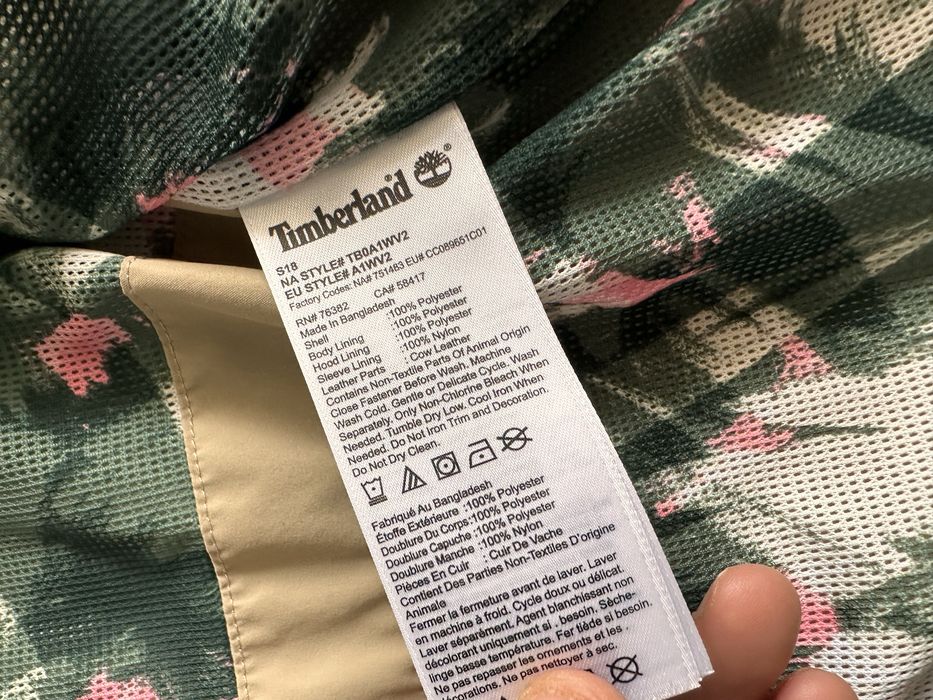 Timberland
S18
NA STYLE# TB0A1WV2
EU STYLE# A1WV2
Factory Codes: NA# 751483 EU# CC089651C01
RN# 76382 CA# 58417
Made In Bangladesh
Shell :100% Polyester
Body Lining :100% Polyester
Hood Lining :100% Polyester
Sleeve Lining :100% Nylon
Leather Parts : Cow Leather
Contains Non-Textile Parts Of Animal Origin
Close Fastener Before Wash. Machine
Wash Cold. Gentle or Delicate Cycle. Wash
Separately. Only Non-Chlorine Bleach When
Needed. Tumble Dry Low. Cool Iron When
Needed. Do Not Iron Trim and Decoration.
Do Not Dry Clean.
Fabriqué Au Bangladesh
Étoffe Extérieure :100% Polyester
Doublure Du Corps:100% Polyester
Doublure Capuche :100% Polyester
Doublure Manche :100% Nylon
Pièces En Cuir : Cuir De Vache
Contient Des Parties Non-Textiles D'origine
Animale
Fermer la fermeture avant de laver. Laver
en machine à froid. Cycle doux ou délicat.
Laver séparément. Agent blanchissant non
décolorant uniquement si . besoin. Sèche-
linge basse température. Fer tiède si besoin.
Ne pas repasser les ornements et les .
décorations. Ne pas nettoyer à sec.